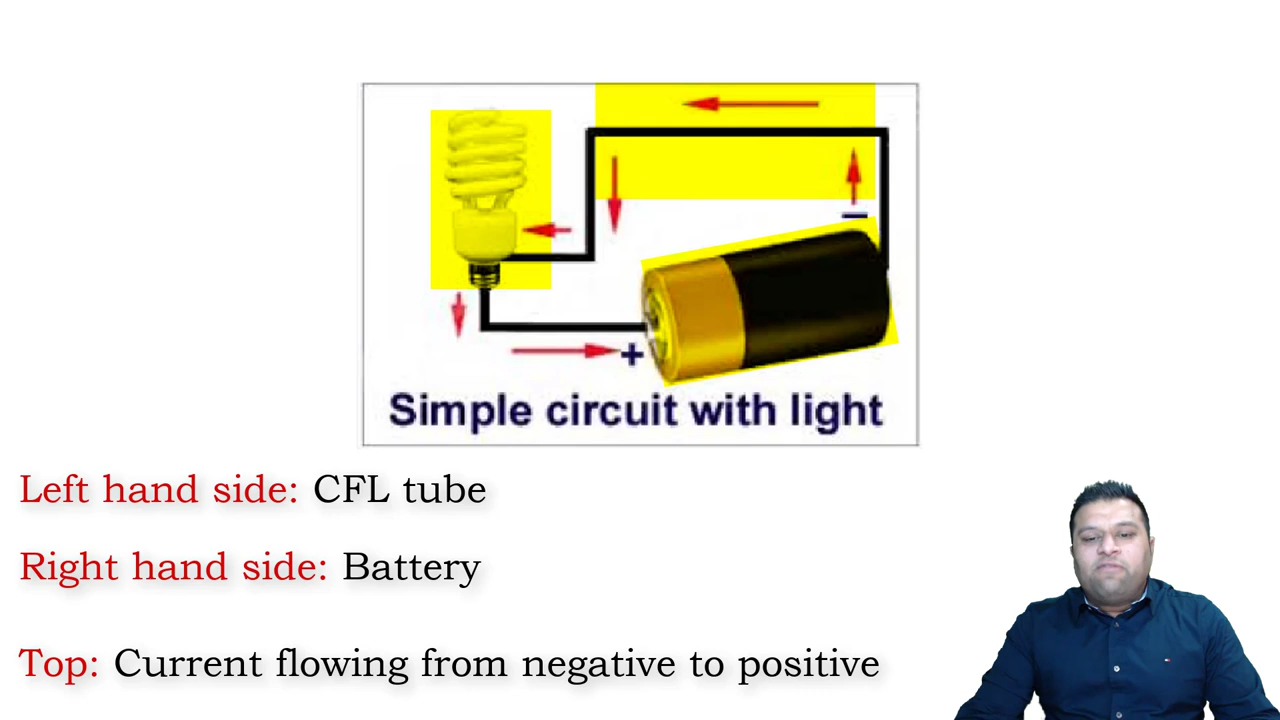 −
+
Simple circuit with light
Left hand side: CFL tube
Right hand side: Battery
Top: Current flowing from negative to positive